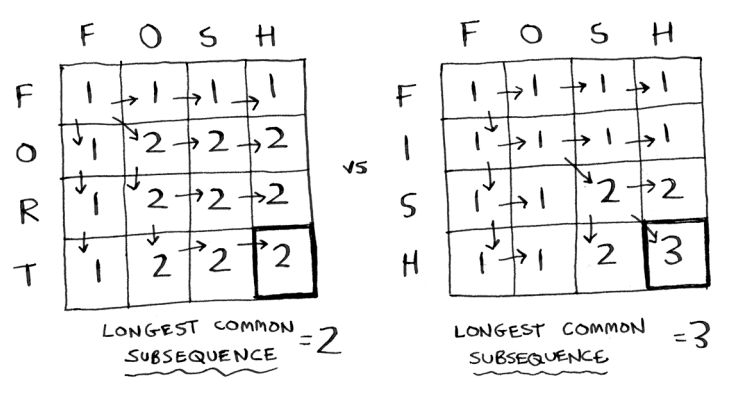 F O S H
F 1 → 1 → 1 → 1
O 1 2 → 2 → 2
R 1 2 → 2 → 2
T 1 2 → 2 → 2
LONGEST COMMON
SUBSEQUENCE = 2
vs
F O S H
F 1 → 1 → 1 → 1
I 1 → 1 → 1 → 1
S 1 → 1 2 → 2
H 1 → 1 2 3
LONGEST COMMON
SUBSEQUENCE = 3